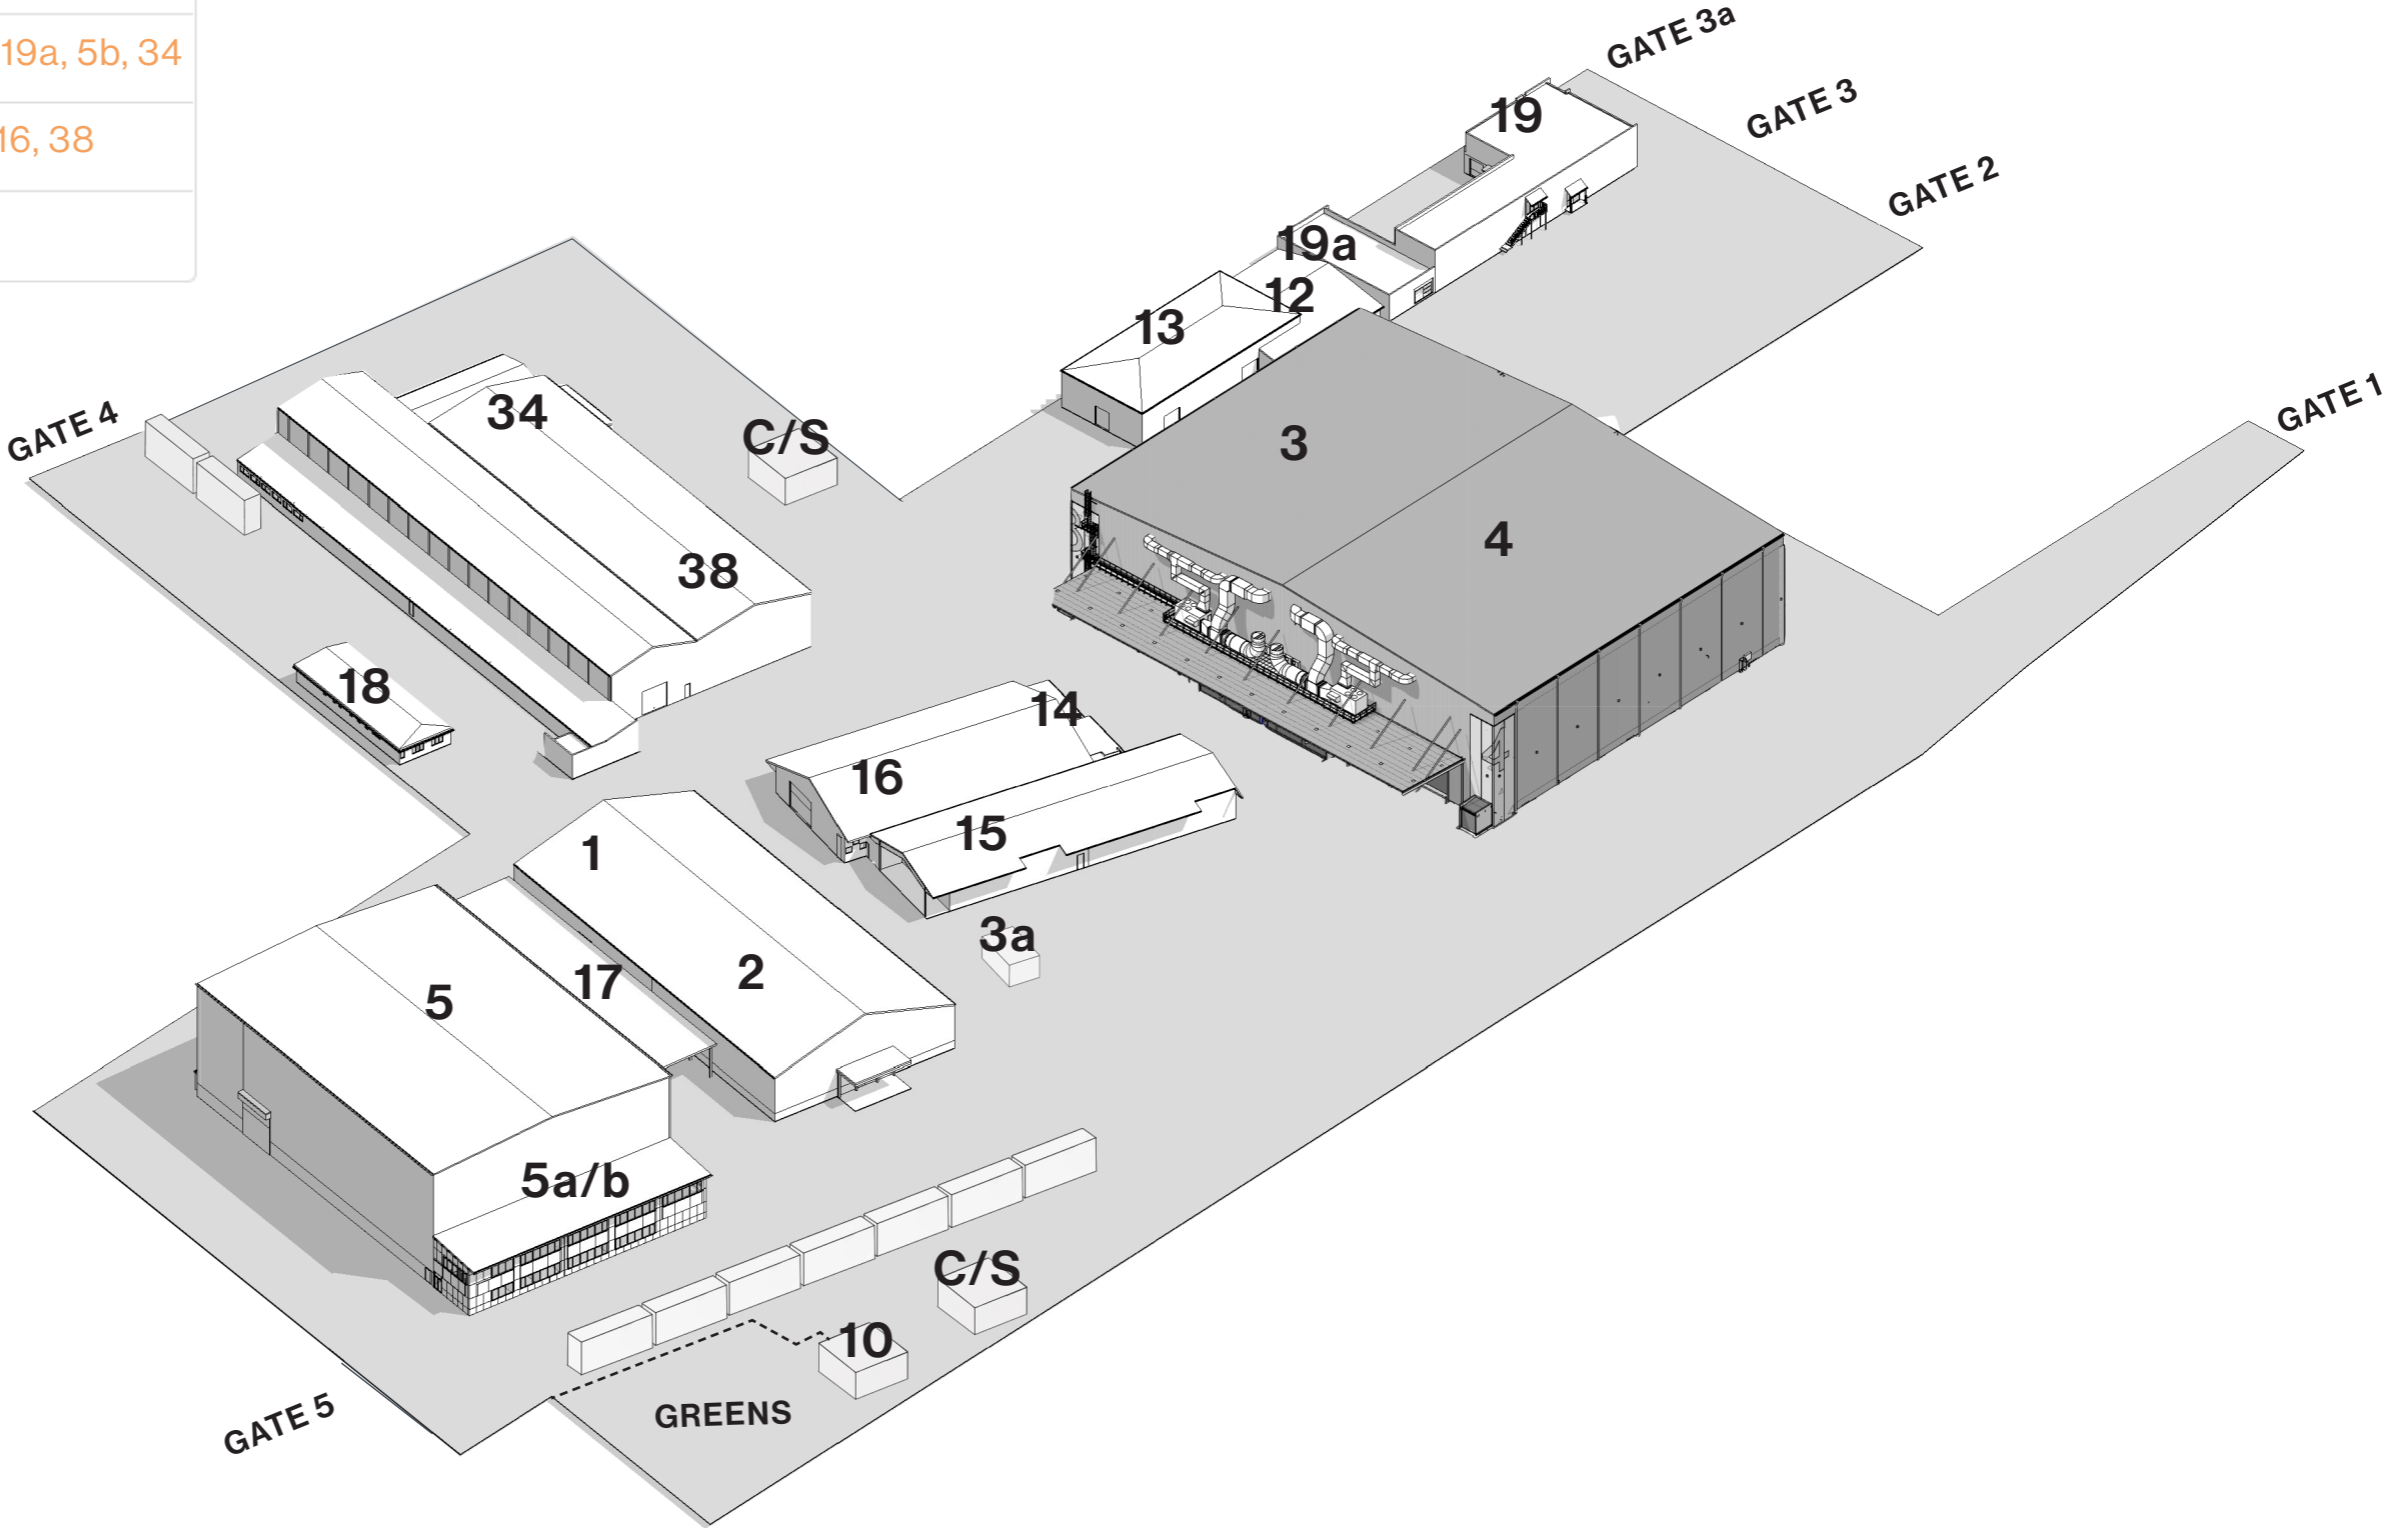 19a, 5b, 34
16, 38
GATE 3a
GATE 3
GATE 2
GATE 1
GATE 4
GATE 5
19
19a
12
13
3
4
34
C/S
38
18
14
16
15
1
2
3a
17
5
5a/b
C/S
10
GREENS